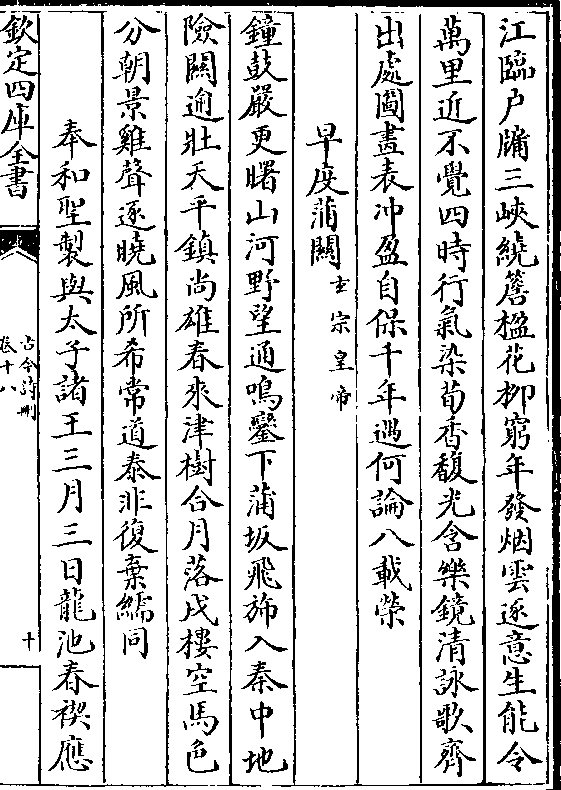 江臨户牖三峽繞簷楹花栁窮年發烟雲逐意生能令
萬里近不覺四時行氣染荀香馥光含樂鏡清詠歌齊
出處圖畫表冲盈自保千年遇何論八載榮
早度蒲關 𤣥宗皇帝
鐘鼓嚴更曙山河野望通鳴鑾下蒲坂飛斾入秦中地
險闗逾壯天平鎮尚雄春來津樹合月落戍樓空馬色
分朝景雞聲逐曉風所希常道泰非復棄繻同
奉和聖製與太子諸王三月三日龍池春禊應
欽定四庫全書
古今詩刪
卷十八
十